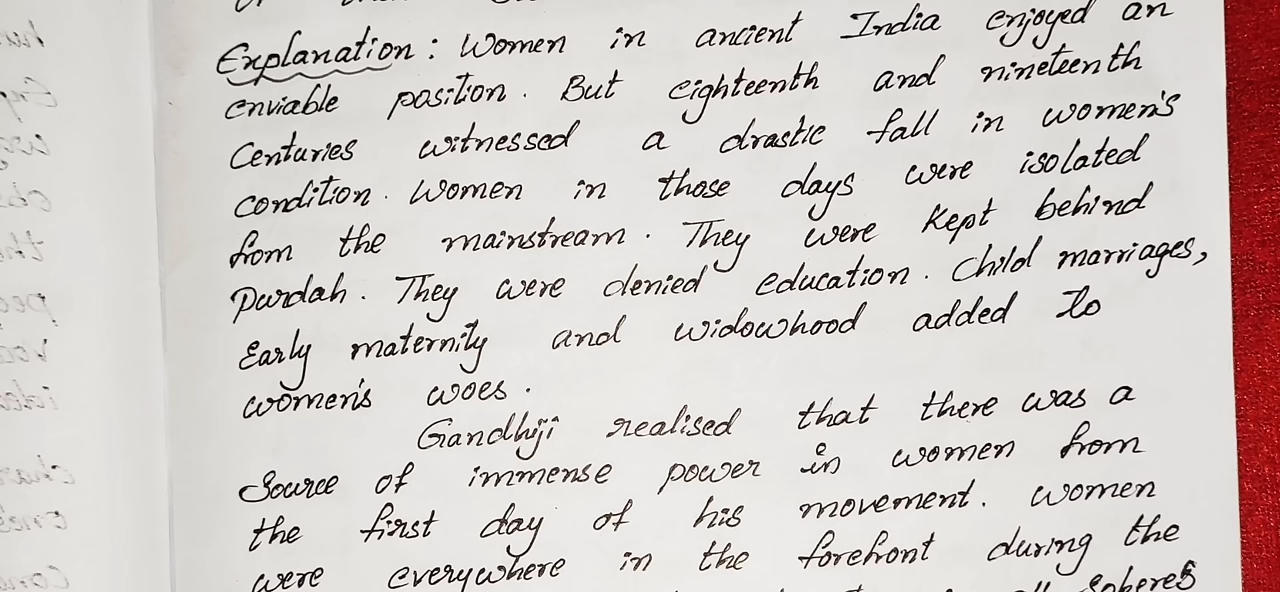 Explanation : Women in ancient India enjoyed an
enviable position. But eighteenth and nineteenth
Centuries witnessed a drastic fall in women's
condition. Women in those days were isolated
from the mainstream. They were kept behind
Purdah. They were denied education. Child marriages,
Early maternity and widowhood added to
women's woes.
Gandhiji realised that there was a
Source of immense power in women from
the first day of his movement. Women
were everywhere in the forefront during the
spheres